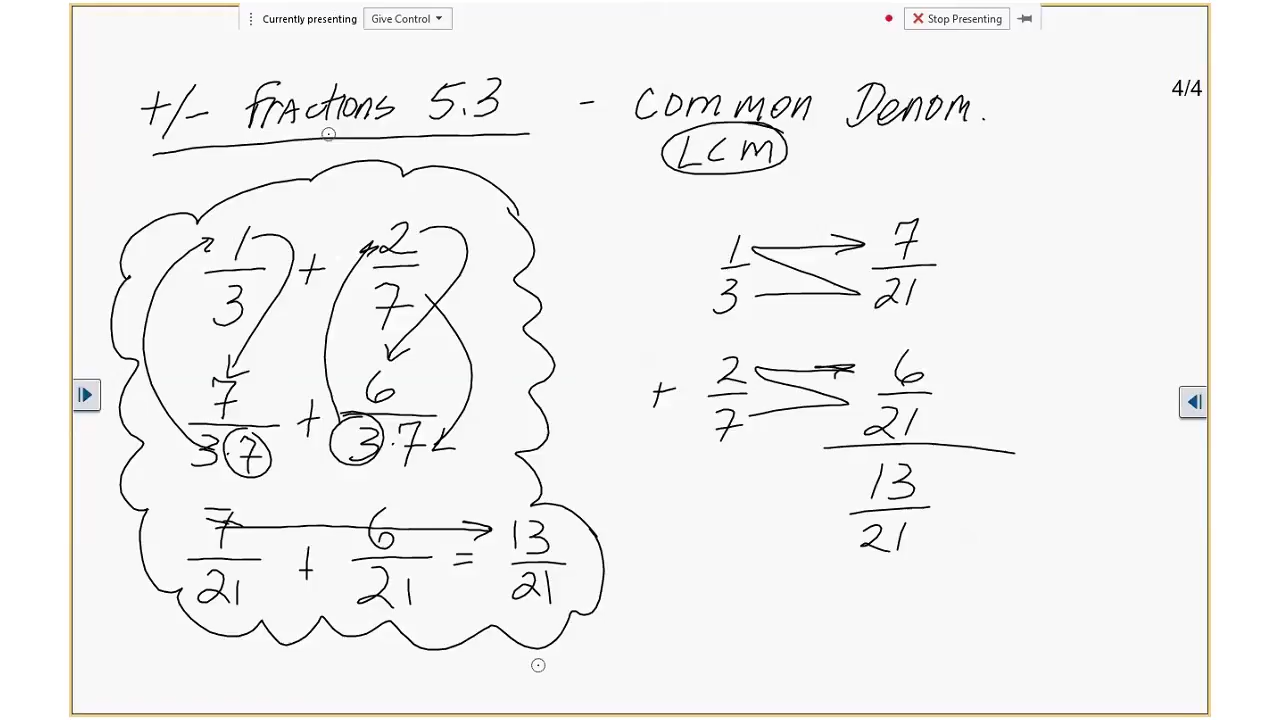 Currently presenting Give Control Stop Presenting
4/4
+/- Fractions 5.3 - Common Denom.
LCM
1/3 + 2/7
7/3·7 + 6/3·7
7/21 + 6/21 = 13/21
1/3 7/21
+ 2/7 6/21
13/21